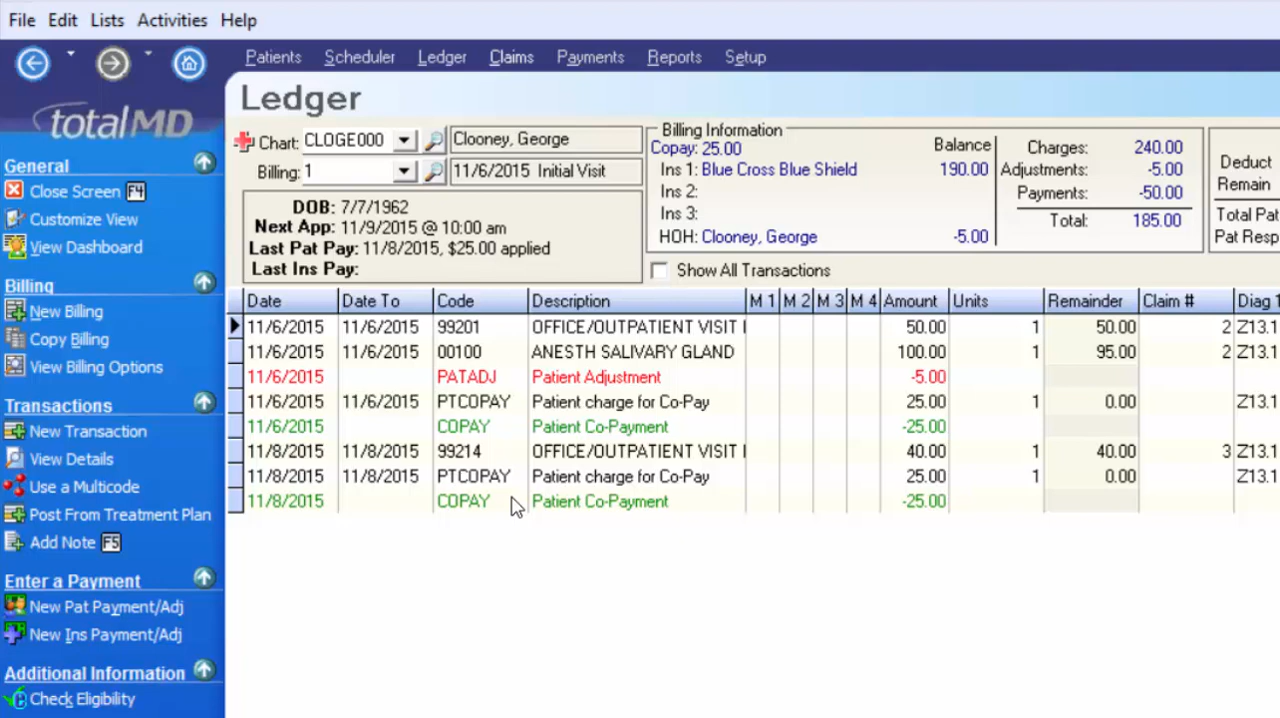 File Edit Lists Activities Help
Patients Scheduler Ledger Claims Payments Reports Setup
totalMD
General
Close Screen F4
Customize View
View Dashboard
Billing
New Billing
Copy Billing
View Billing Options
Transactions
New Transaction
View Details
Use a Multicode
Post From Treatment Plan
Add Note F5
Enter a Payment
New Pat Payment/Adj
New Ins Payment/Adj
Additional Information
Check Eligibility
Ledger
Chart: CLOGE000 Clooney, George
Billing: 1 11/6/2015 Initial Visit
DOB: 7/7/1962
Next App: 11/9/2015 @ 10:00 am
Last Pat Pay: 11/8/2015, $25.00 applied
Last Ins Pay:
Billing Information
Copay: 25.00 Balance
Ins 1: Blue Cross Blue Shield 190.00
Ins 2:
Ins 3:
HOH: Clooney, George -5.00
Charges: 240.00
Adjustments: -5.00
Payments: -50.00
Total: 185.00
Deduct
Remain
Total Pat
Pat Resp
Show All Transactions
Date Date To Code Description M 1 M 2 M 3 M 4 Amount Units Remainder Claim # Diag 1
11/6/2015 11/6/2015 99201 OFFICE/OUTPATIENT VISIT 50.00 1 50.00 2 Z13.1
11/6/2015 11/6/2015 00100 ANESTH SALIVARY GLAND 100.00 1 95.00 2 Z13.1
11/6/2015 PATADJ Patient Adjustment -5.00
11/6/2015 11/6/2015 PTCOPAY Patient charge for Co-Pay 25.00 1 0.00 Z13.1
11/6/2015 COPAY Patient Co-Payment -25.00
11/8/2015 11/8/2015 99214 OFFICE/OUTPATIENT VISIT 40.00 1 40.00 3 Z13.1
11/8/2015 11/8/2015 PTCOPAY Patient charge for Co-Pay 25.00 1 0.00 Z13.1
11/8/2015 COPAY Patient Co-Payment -25.00